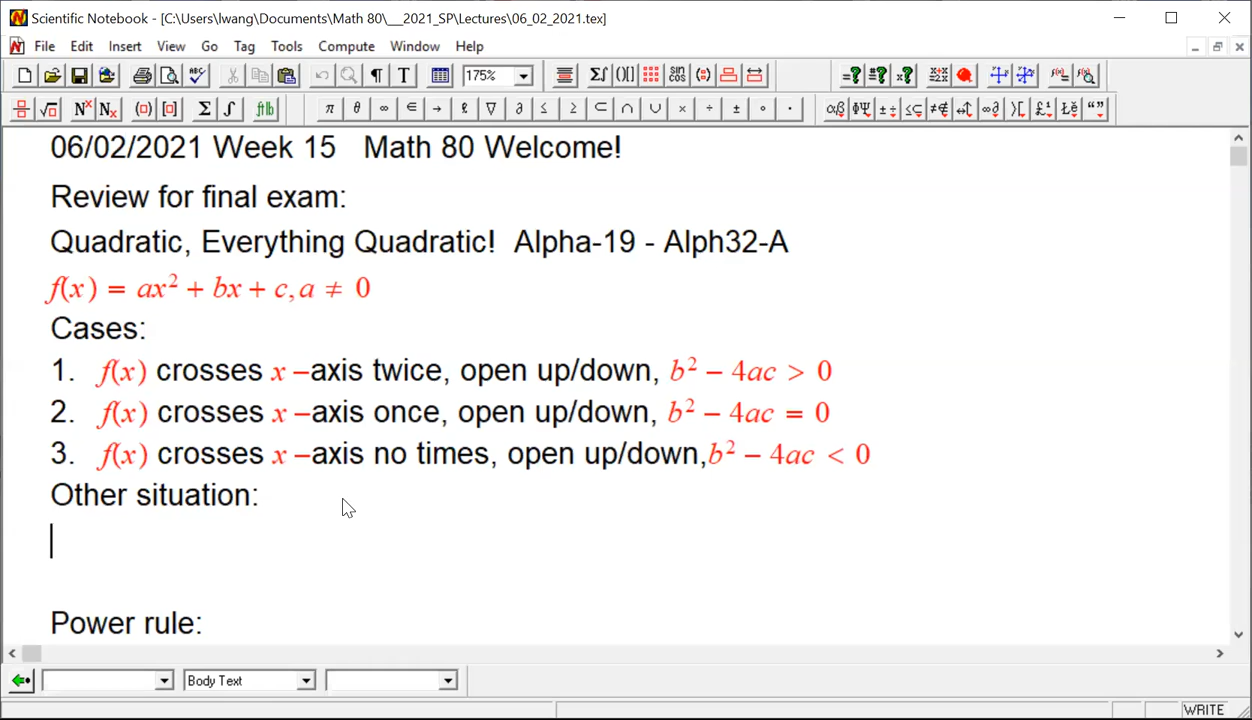 Scientific Notebook - [C:\Users\lwang\Documents\Math 80\__2021_SP\Lectures\06_02_2021.tex]
File Edit Insert View Go Tag Tools Compute Window Help
175%
06/02/2021 Week 15 Math 80 Welcome!
Review for final exam:
Quadratic, Everything Quadratic! Alpha-19 - Alph32-A
f(x) = ax² + bx + c, a ≠ 0
Cases:
1. f(x) crosses x –axis twice, open up/down, b² – 4ac > 0
2. f(x) crosses x –axis once, open up/down, b² – 4ac = 0
3. f(x) crosses x –axis no times, open up/down,b² – 4ac < 0
Other situation:
Power rule:
Body Text
WRITE